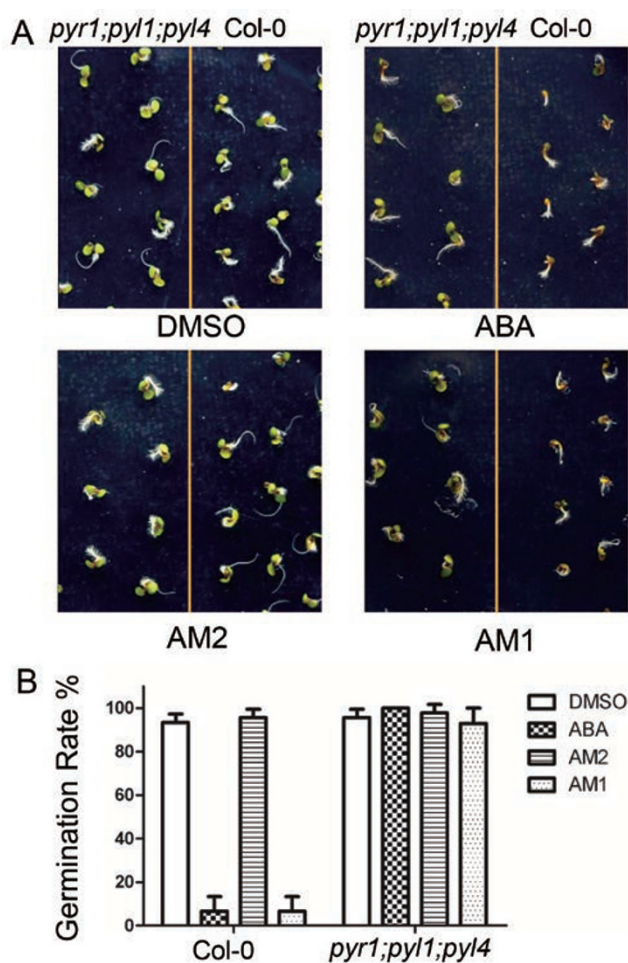 A
pyr1;pyl1;pyl4 Col-0
pyr1;pyl1;pyl4 Col-0
DMSO
ABA
AM2
AM1
B
Germination Rate %
100
80
60
40
20
0
Col-0
pyr1;pyl1;pyl4
DMSO
ABA
AM2
AM1